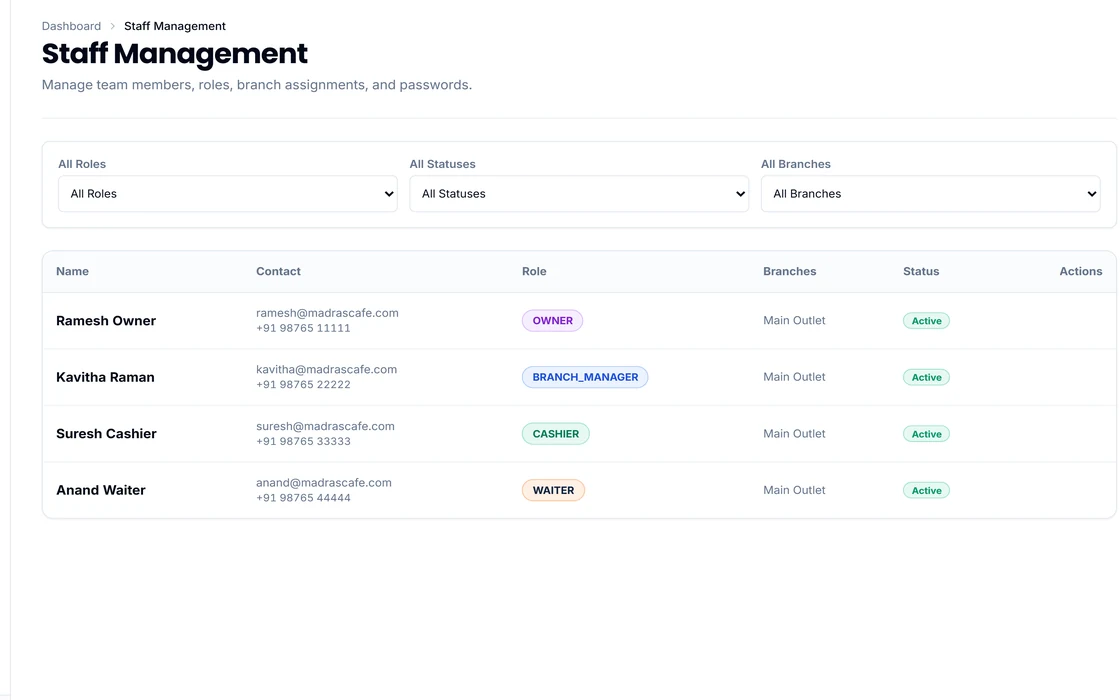 Dashboard > Staff Management
Staff Management
Manage team members, roles, branch assignments, and passwords.
All Roles All Statuses All Branches
All Roles All Statuses All Branches
Name Contact Role Branches Status Actions
ramesh@madrascafe.com
Ramesh Owner OWNER Main Outlet Active
+91 98765 11111
kavitha@madrascafe.com
Kavitha Raman BRANCH_MANAGER Main Outlet Active
+91 98765 22222
suresh@madrascafe.com
Suresh Cashier CASHIER Main Outlet Active
+91 98765 33333
anand@madrascafe.com
Anand Waiter WAITER Main Outlet Active
+91 98765 44444